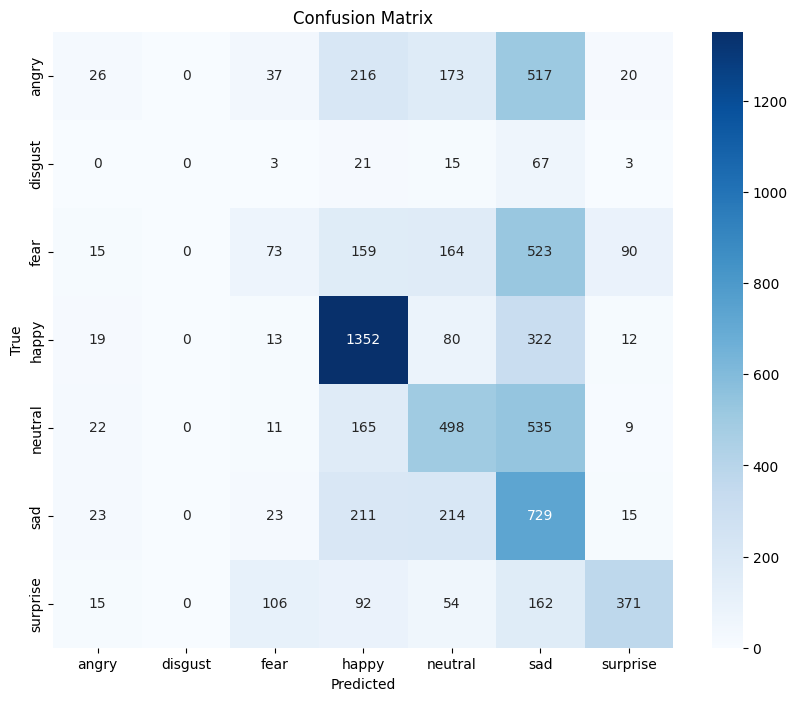 Confusion Matrix
True
angry 26 0 37 216 173 517 20
disgust 0 0 3 21 15 67 3
fear 15 0 73 159 164 523 90
happy 19 0 13 1352 80 322 12
neutral 22 0 11 165 498 535 9
sad 23 0 23 211 214 729 15
surprise 15 0 106 92 54 162 371
angry disgust fear happy neutral sad surprise
Predicted
1200
1000
800
600
400
200
0